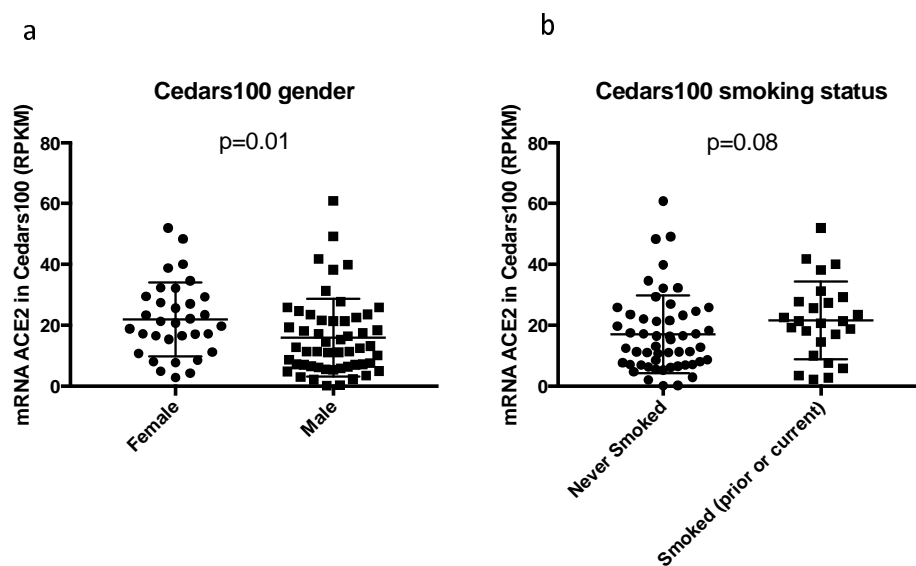 a
Cedars100 gender
p=0.01
mRNA ACE2 in Cedars100 (RPKM)
80
60
40
20
0
Female
Male
b
Cedars100 smoking status
p=0.08
mRNA ACE2 in Cedars100 (RPKM)
80
60
40
20
0
Never Smoked
Smoked (prior or current)